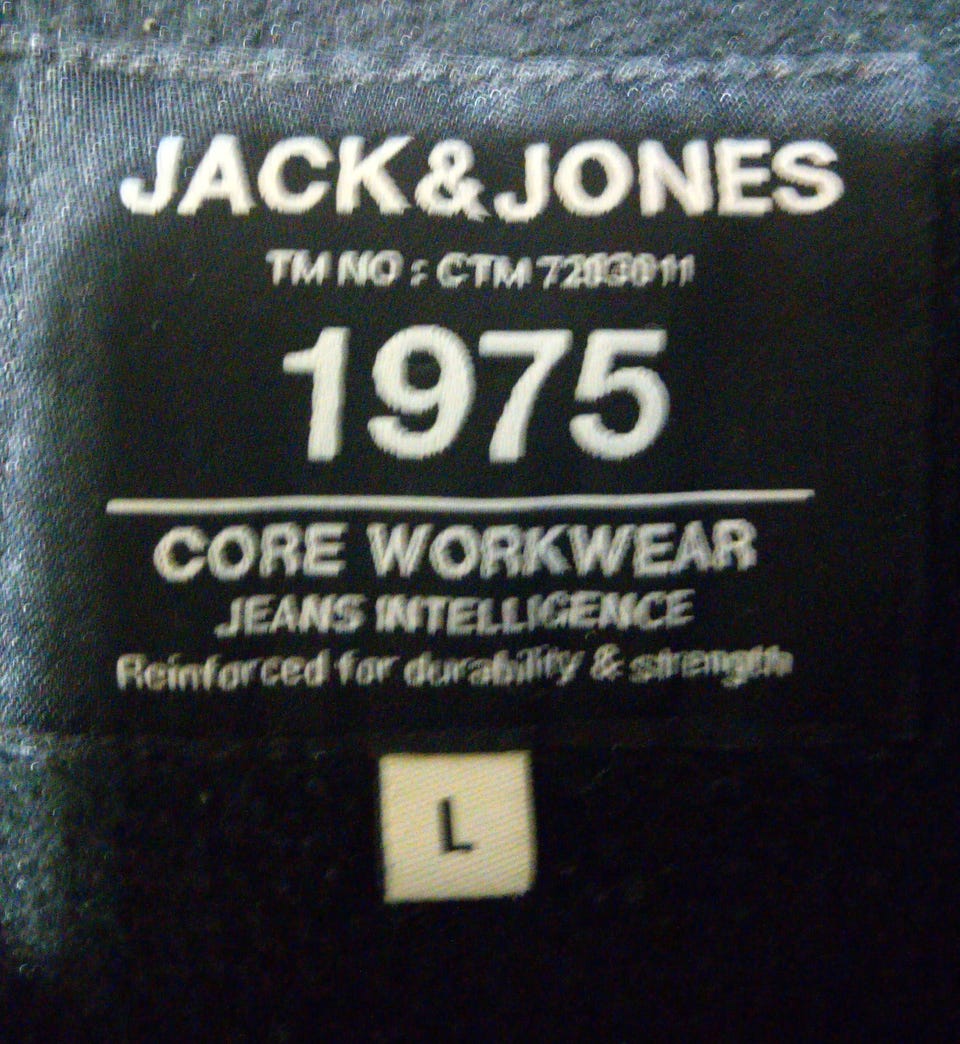 JACK&JONES
TM NO : CTM
1975
CORE WORKWEAR
JEANS INTELLIGENCE
Reinforced for durability & strength
L